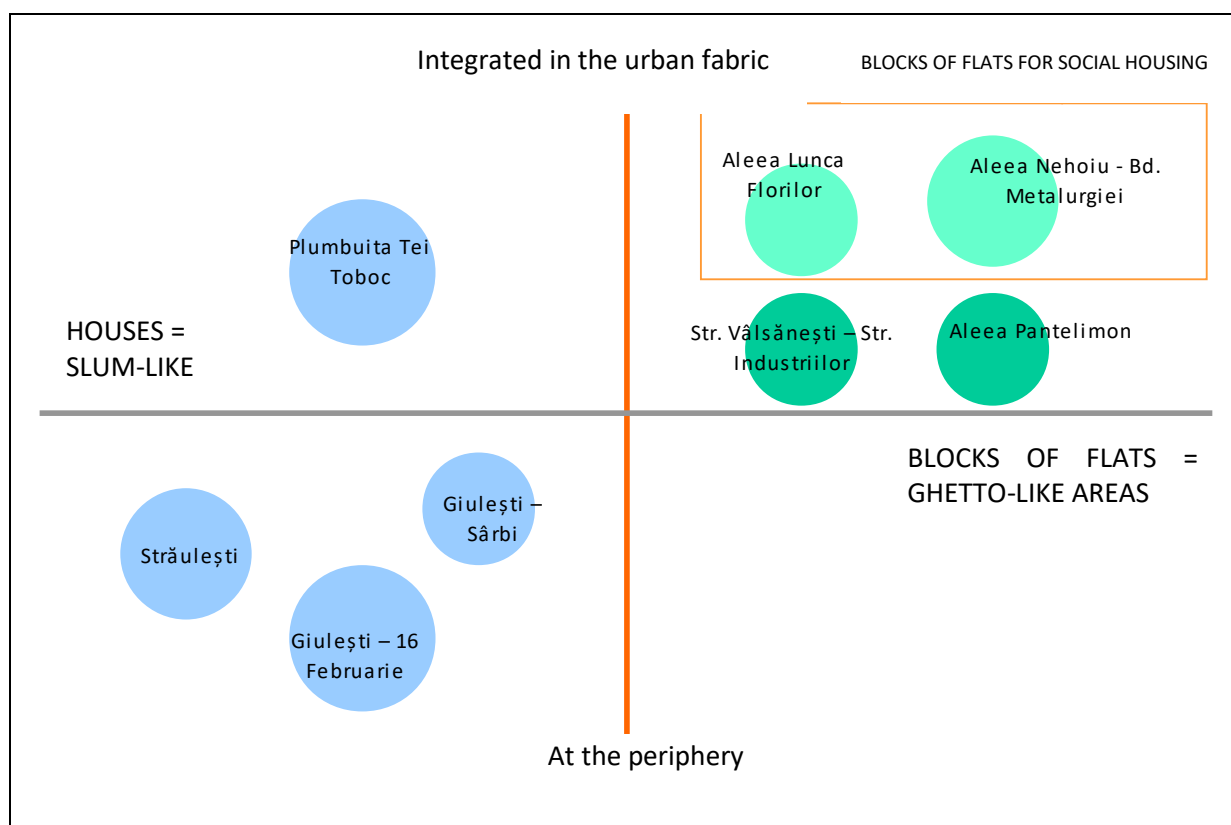 Integrated in the urban fabric
BLOCKS OF FLATS FOR SOCIAL HOUSING
Aleea Lunca
Florilor
Aleea Nehoiu - Bd.
Metalurgiei
Plumbuita Tei
Toboc
HOUSES =
SLUM-LIKE
Str. Vâlsănești – Str.
Industriilor
Aleea Pantelimon
BLOCKS OF FLATS =
GHETTO-LIKE AREAS
Giulești –
Sârbi
Străulești
Giulești – 16
Februarie
At the periphery